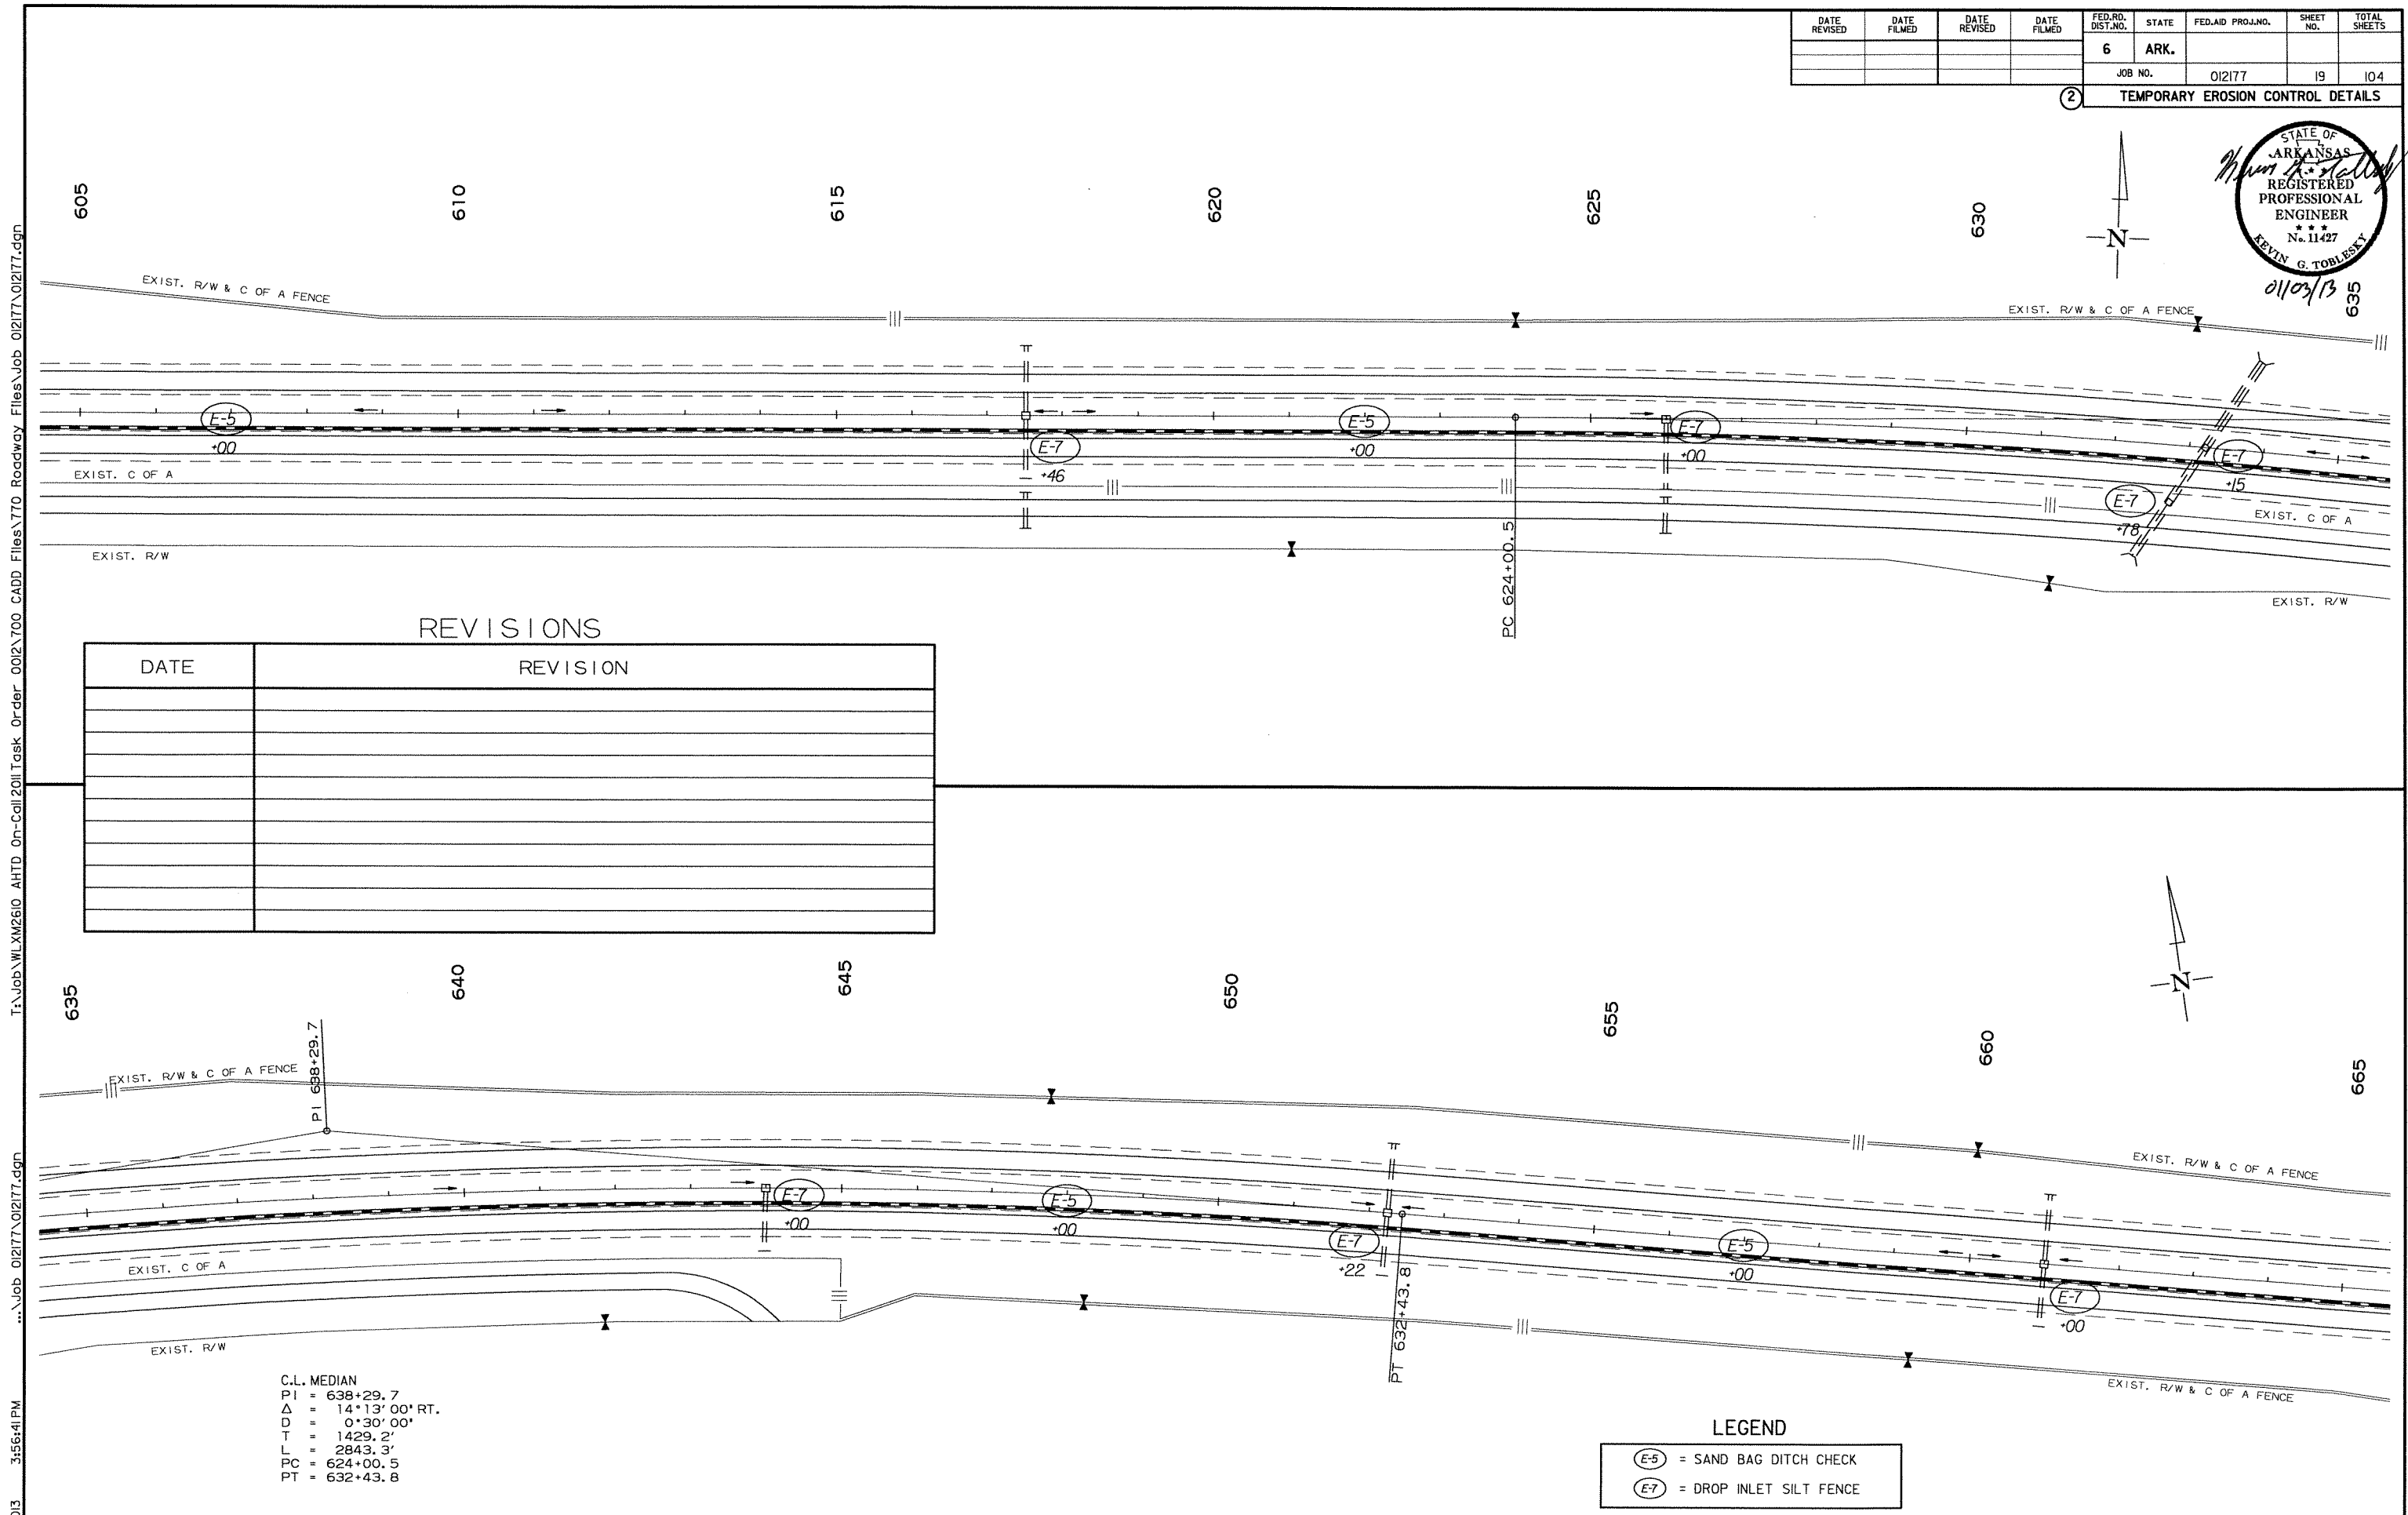 DATE REVISED
DATE FILMED
DATE REVISED
DATE FILMED
FED.RD. DIST.NO.
STATE
FED.AID PROJ.NO.
SHEET NO.
TOTAL SHEETS
6
ARK.
JOB NO.
012177
19
104
2
TEMPORARY EROSION CONTROL DETAILS
STATE OF
ARKANSAS
REGISTERED
PROFESSIONAL
ENGINEER
No. 11427
KEVIN G. TOBLESKY
01/03/13
N
605
610
615
620
625
630
635
EXIST. R/W & C OF A FENCE
EXIST. R/W & C OF A FENCE
E-5
+00
E-7
+46
E-5
+00
E-7
+00
E-7
+15
E-7
+78
EXIST. C OF A
EXIST. C OF A
EXIST. R/W
EXIST. R/W
PC 624+00.5
REVISIONS
DATE
REVISION
635
640
645
650
655
660
665
N
PI 638+29.7
EXIST. R/W & C OF A FENCE
EXIST. R/W & C OF A FENCE
E-7
+00
E-5
+00
E-7
+22
E-5
+00
E-7
+00
EXIST. C OF A
EXIST. R/W
PT 632+43.8
EXIST. R/W & C OF A FENCE
C.L. MEDIAN
PI = 638+29.7
Δ = 14°13'00" RT.
D = 0°30'00"
T = 1429.2'
L = 2843.3'
PC = 624+00.5
PT = 632+43.8
LEGEND
E-5 = SAND BAG DITCH CHECK
E-7 = DROP INLET SILT FENCE
T:\Job\WLXM2610 AHTD On-Call 2011 Task Order 0012\700 CADD Files\770 Roadway Files\Job 012177\012177.dgn
...\Job 012177\012177.dgn
3:56:41 PM